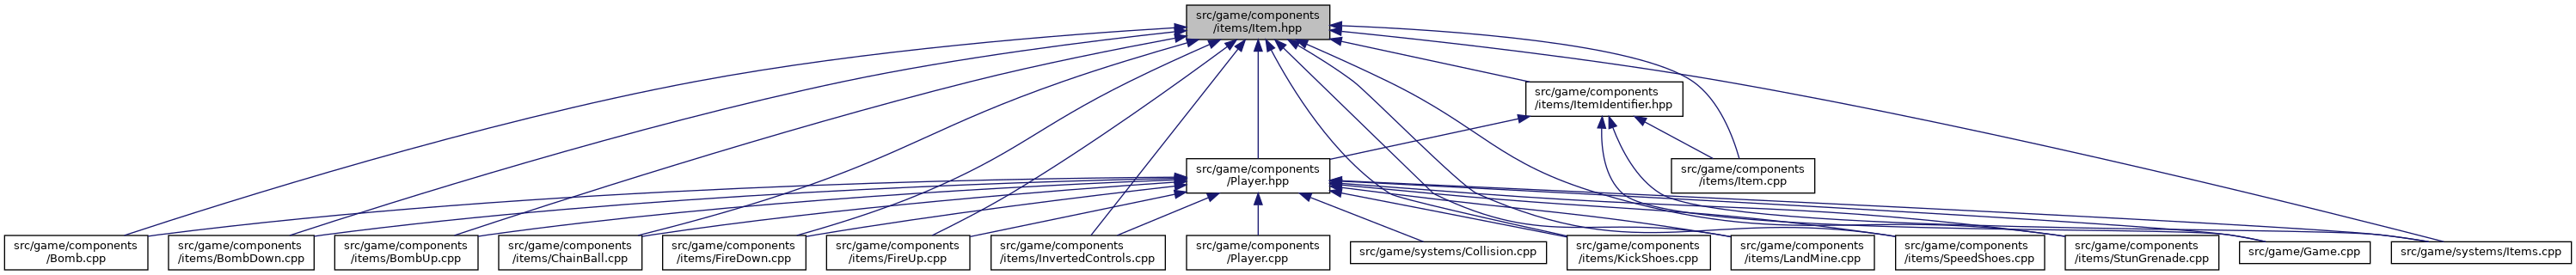 src/game/components
/items/Item.hpp
src/game/components
/items/ItemIdentifier.hpp
src/game/components
/Player.hpp
src/game/components
/items/Item.cpp
src/game/components
/Bomb.cpp
src/game/components
/items/BombDown.cpp
src/game/components
/items/BombUp.cpp
src/game/components
/items/ChainBall.cpp
src/game/components
/items/FireDown.cpp
src/game/components
/items/FireUp.cpp
src/game/components
/items/InvertedControls.cpp
src/game/components
/Player.cpp
src/game/systems/Collision.cpp
src/game/components
/items/KickShoes.cpp
src/game/components
/items/LandMine.cpp
src/game/components
/items/SpeedShoes.cpp
src/game/components
/items/StunGrenade.cpp
src/game/Game.cpp
src/game/systems/Items.cpp